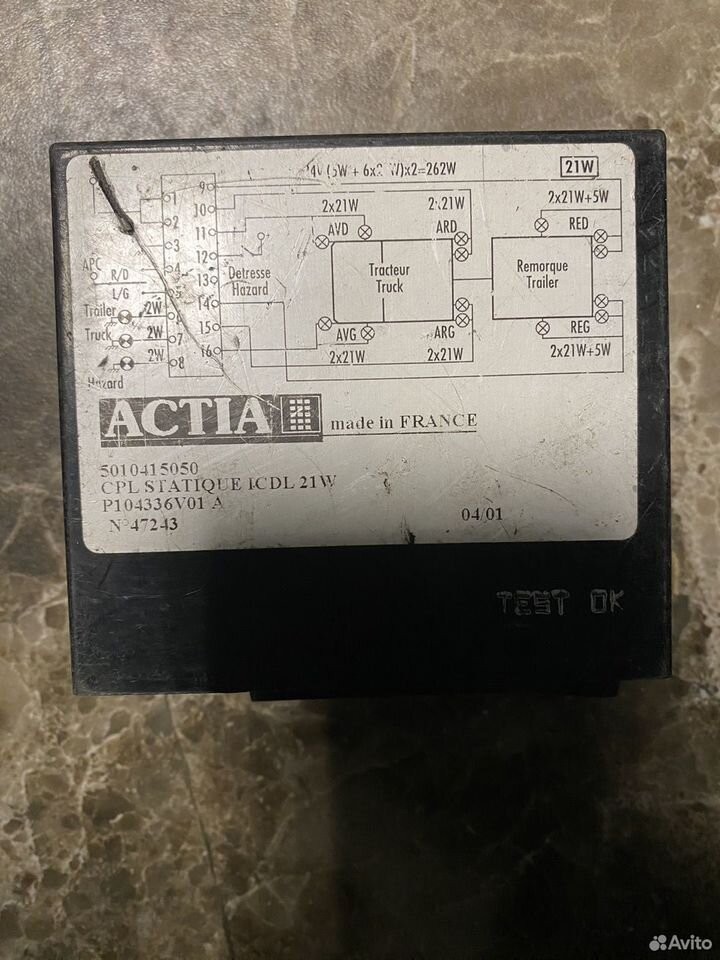 (5W + 6x2 W)x2=262W
21W
9
1
10
2
11
3
12
4
13
5
14
6
15
7
16
8
2x21W
2x21W
2x21W+5W
AVD
ARD
RED
APC
R/D
L/G
Trailer
2W
Truck
2W
2W
Hazard
Detresse
Hazard
Tracteur
Truck
Remorque
Trailer
AVG
ARG
REG
2x21W
2x21W
2x21W+5W
ACTIA
made in FRANCE
5010415050
CPL STATIQUE ICDL 21W
P104336V01 A
N°47243
04/01
TEST OK
Avito